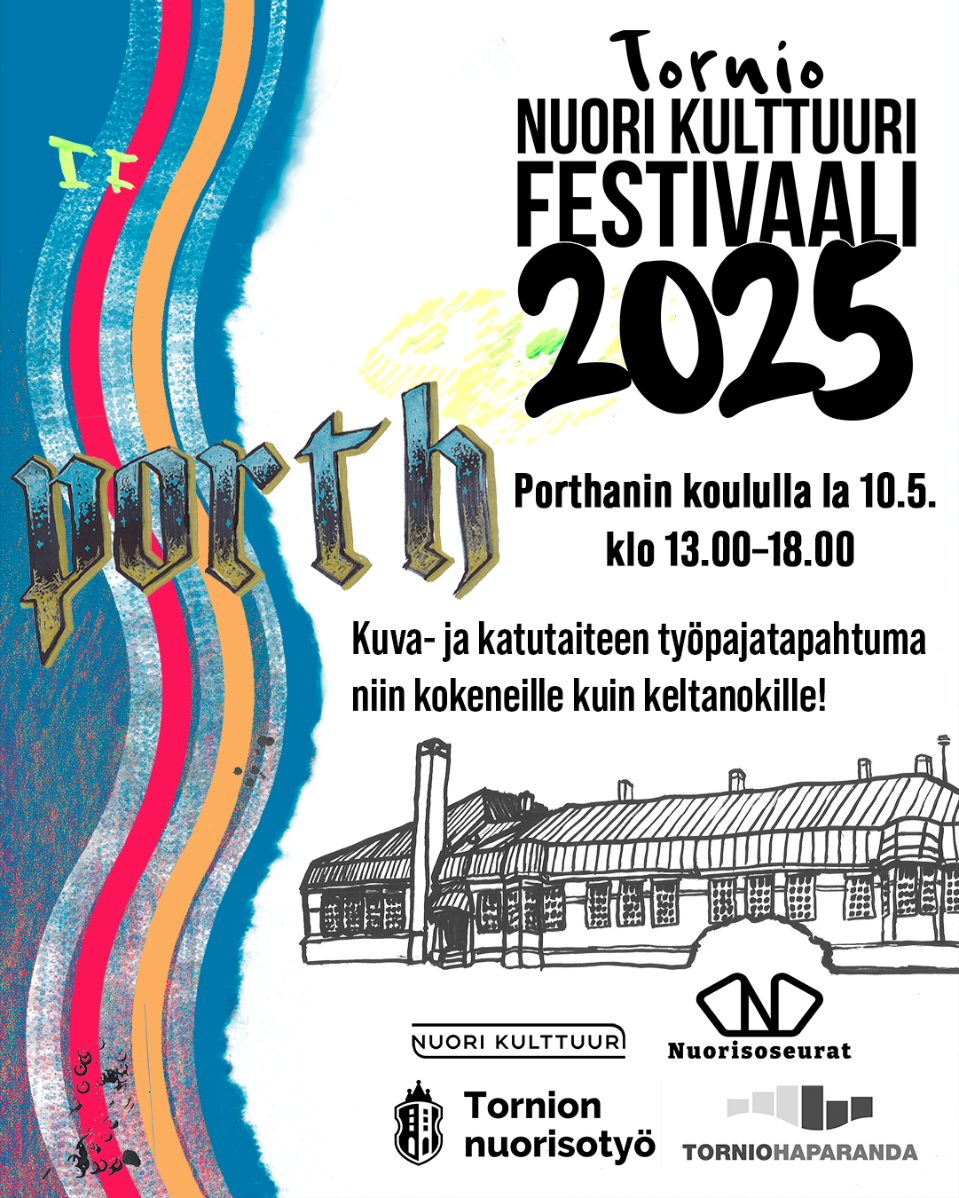 Tornio
NUORI KULTTUURI
FESTIVAALI
2025
porth
Porthanin koululla la 10.5.
klo 13.00–18.00
Kuva- ja katutaiteen työpajatapahtuma
niin kokeneille kuin keltanokille!
NUORI KULTTUURI
N
Nuorisoseurat
Tornion
nuorisotyö
TORNIOHAPARANDA